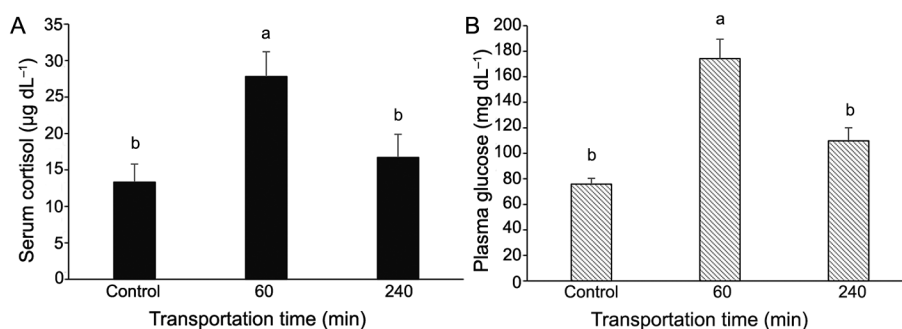 A
Serum cortisol (µg dL⁻¹)
35
30
25
20
15
10
5
0
b
a
b
Control 60 240
Transportation time (min)
B
Plasma glucose (mg dL⁻¹)
200
180
160
140
120
100
80
60
40
20
0
b
a
b
Control 60 240
Transportation time (min)